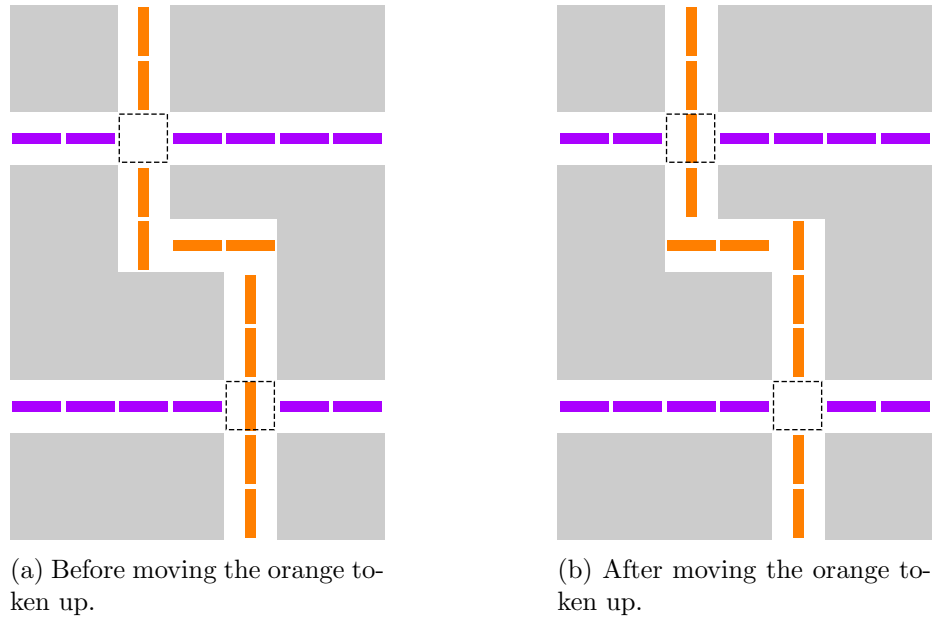 (a) Before moving the orange to-
ken up.
(b) After moving the orange to-
ken up.